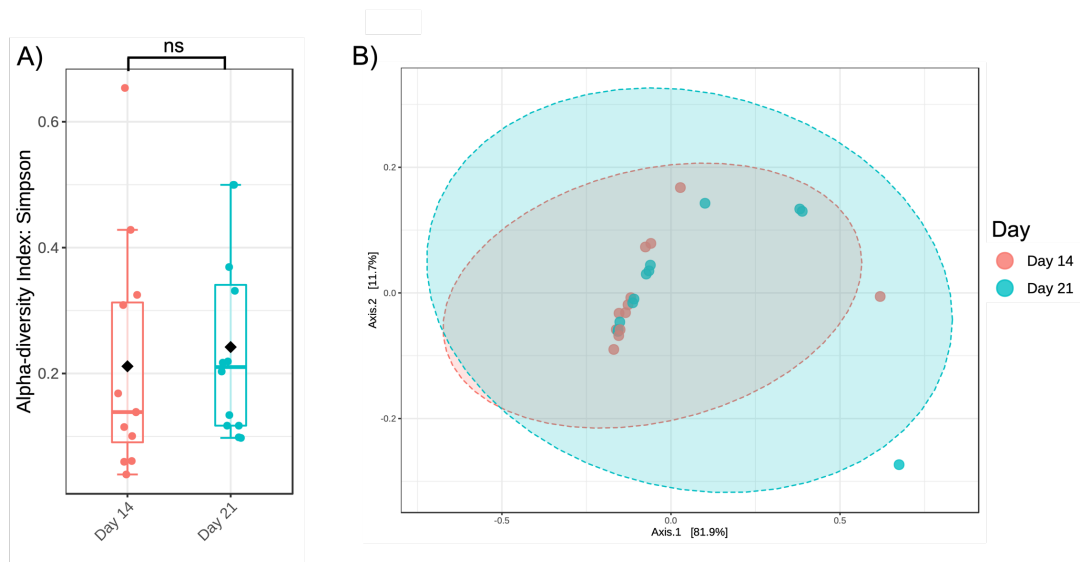 A)
ns
Alpha-diversity Index: Simpson
0.6
0.4
0.2
Day 14
Day 21
B)
Axis.2 [11.7%]
0.2
0.0
-0.2
-0.5
0.0
0.5
Axis.1 [81.9%]
Day
Day 14
Day 21